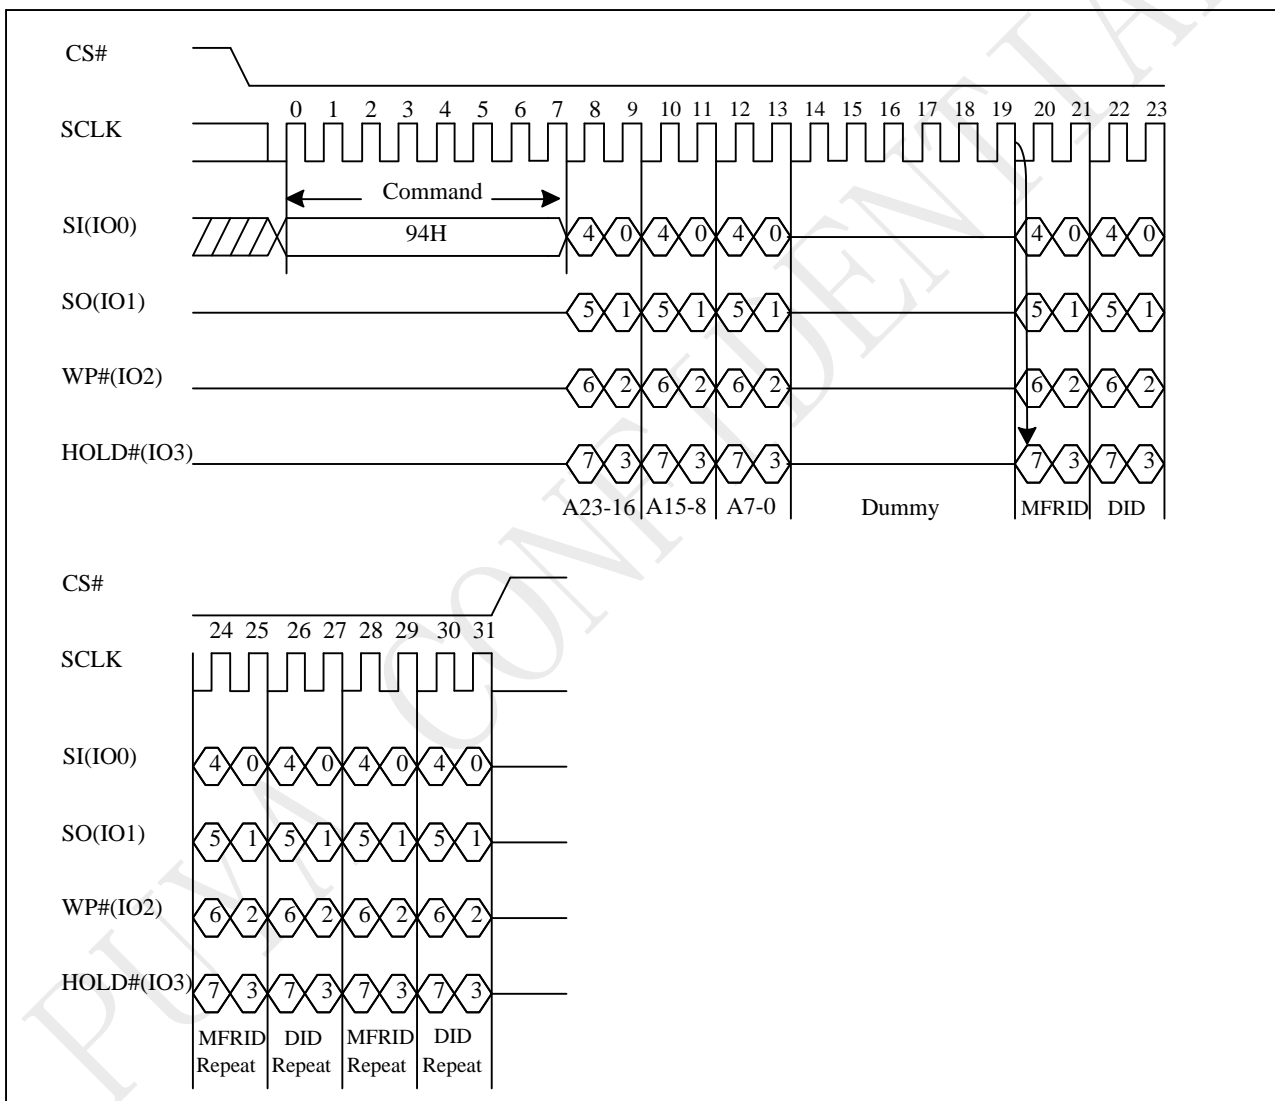 CS#
0 1 2 3 4 5 6 7 8 9 10 11 12 13 14 15 16 17 18 19 20 21 22 23
SCLK
Command
SI(IO0) 94H 4 0 4 0 4 0 4 0 4 0
SO(IO1) 5 1 5 1 5 1 5 1 5 1
WP#(IO2) 6 2 6 2 6 2 6 2 6 2
HOLD#(IO3) 7 3 7 3 7 3 7 3 7 3
A23-16 A15-8 A7-0 Dummy MFRID DID
CS#
24 25 26 27 28 29 30 31
SCLK
SI(IO0) 4 0 4 0 4 0 4 0
SO(IO1) 5 1 5 1 5 1 5 1
WP#(IO2) 6 2 6 2 6 2 6 2
HOLD#(IO3) 7 3 7 3 7 3 7 3
MFRID DID MFRID DID
Repeat Repeat Repeat Repeat
PUYA CONFIDENTIAL